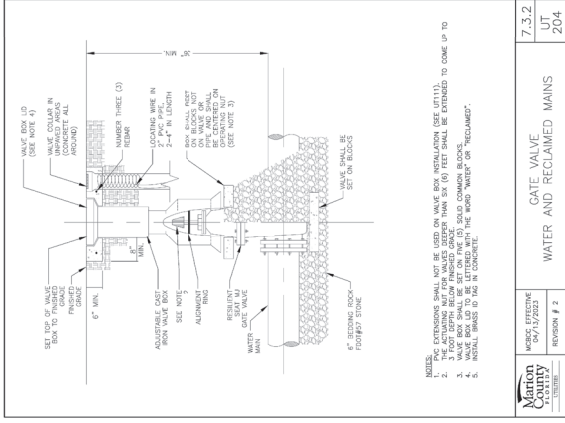 VALVE BOX LID
(SEE NOTE 4)
VALVE COLLAR IN
UNPAVED AREAS
(CONCRETE ALL
AROUND)
NUMBER THREE (3)
REBAR
LOCATING WIRE IN
2" PVC PIPE,
2-4" IN LENGTH
BOX SHALL REST
ON BLOCKS NOT
ON VALVE OR
PIPE AND SHALL
BE CENTERED ON
OPERATING NUT
(SEE NOTE 3)
VALVE SHALL BE
SET ON BLOCKS
36" MIN.
SET TOP OF VALVE
BOX TO FINISHED
GRADE
FINISHED
GRADE
6" MIN.
8"
MIN.
ADJUSTABLE CAST
IRON VALVE BOX
SEE NOTE
2
ALIGNMENT
RING
RESILIENT
SEAT MJ
GATE VALVE
WATER
MAIN
6" BEDDING ROCK
FDOT#57 STONE
NOTES:
1. PVC EXTENSIONS SHALL NOT BE USED ON VALVE BOX INSTALLATION (SEE UT111).
2. THE ACTUATING NUT FOR VALVES DEEPER THAN SIX (6) FEET SHALL BE EXTENDED TO COME UP TO
3 FOOT DEPTH BELOW FINISHED GRADE.
3. VALVE BOX SHALL BE SET ON FIVE (5) SOLID COMMON BLOCKS.
4. VALVE BOX LID TO BE LETTERED WITH THE WORD "WATER" OR "RECLAIMED".
5. INSTALL BRASS ID TAG IN CONCRETE.
Marion
County
FLORIDA
UTILITIES
MCBCC EFFECTIVE
04/13/2023
REVISION # 2
GATE VALVE
WATER AND RECLAIMED MAINS
7.3.2
UT
204